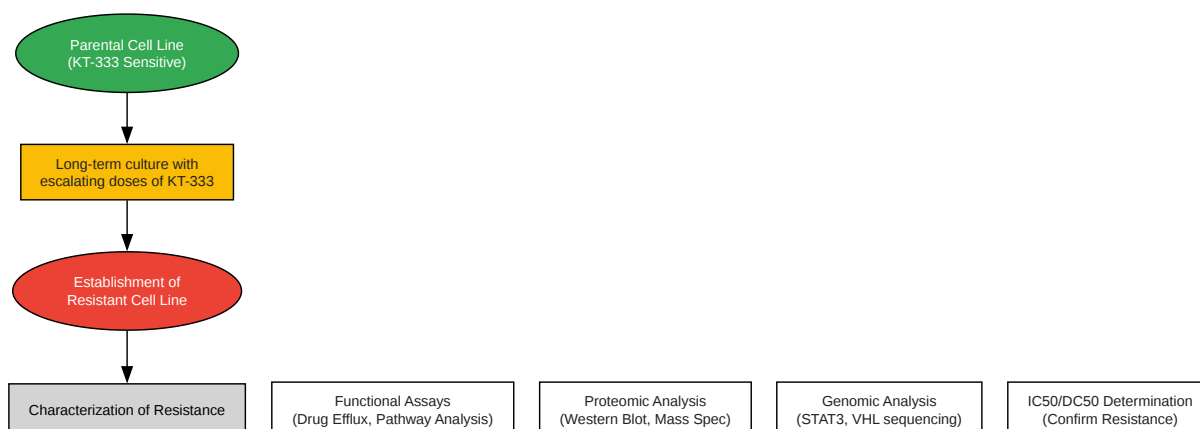 Parental Cell Line
(KT-333 Sensitive)
Long-term culture with
escalating doses of KT-333
Establishment of
Resistant Cell Line
Characterization of Resistance
Functional Assays
(Drug Efflux, Pathway Analysis)
Proteomic Analysis
(Western Blot, Mass Spec)
Genomic Analysis
(STAT3, VHL sequencing)
IC50/DC50 Determination
(Confirm Resistance)